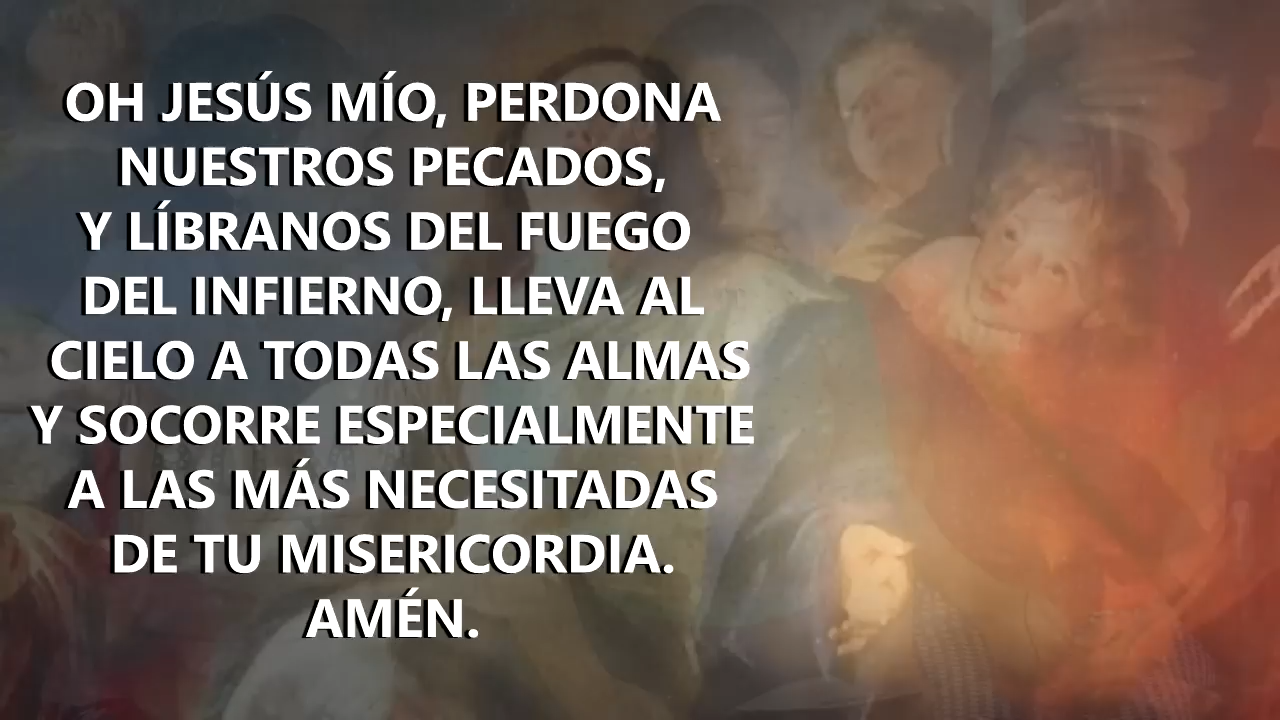 OH JESÚS MÍO, PERDONA
NUESTROS PECADOS,
Y LÍBRANOS DEL FUEGO
DEL INFIERNO, LLEVA AL
CIELO A TODAS LAS ALMAS
Y SOCORRE ESPECIALMENTE
A LAS MÁS NECESITADAS
DE TU MISERICORDIA.
AMÉN.